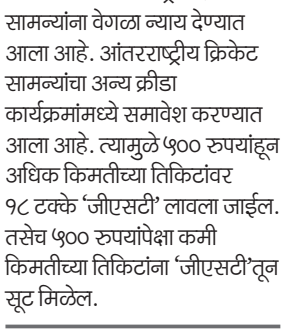 सामन्यांना वेगळा न्याय देण्यात
आला आहे. आंतरराष्ट्रीय क्रिकेट
सामन्यांचा अन्य क्रीडा
कार्यक्रमांमध्ये समावेश करण्यात
आला आहे. त्यामुळे ५०० रुपयांहून
अधिक किमतीच्या तिकिटांवर
१८ टक्के ‘जीएसटी’ लावला जाईल.
तसेच ५०० रुपयांपेक्षा कमी
किमतीच्या तिकिटांना ‘जीएसटी’तून
सूट मिळेल.